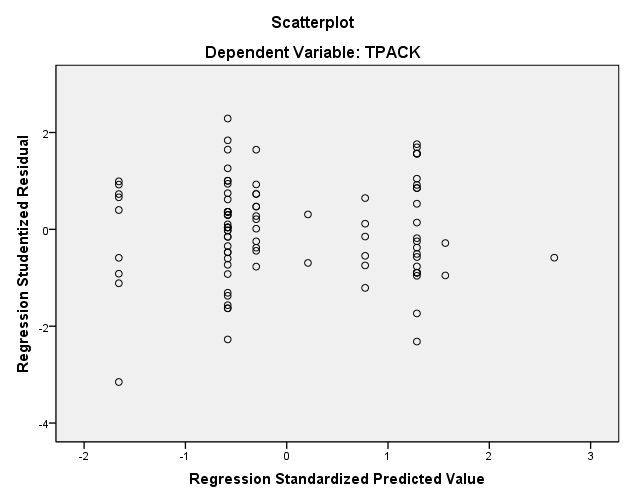 Scatterplot
Dependent Variable: TPACK
Regression Studentized Residual
2
0
-2
-4
-2
-1
0
1
2
3
Regression Standardized Predicted Value